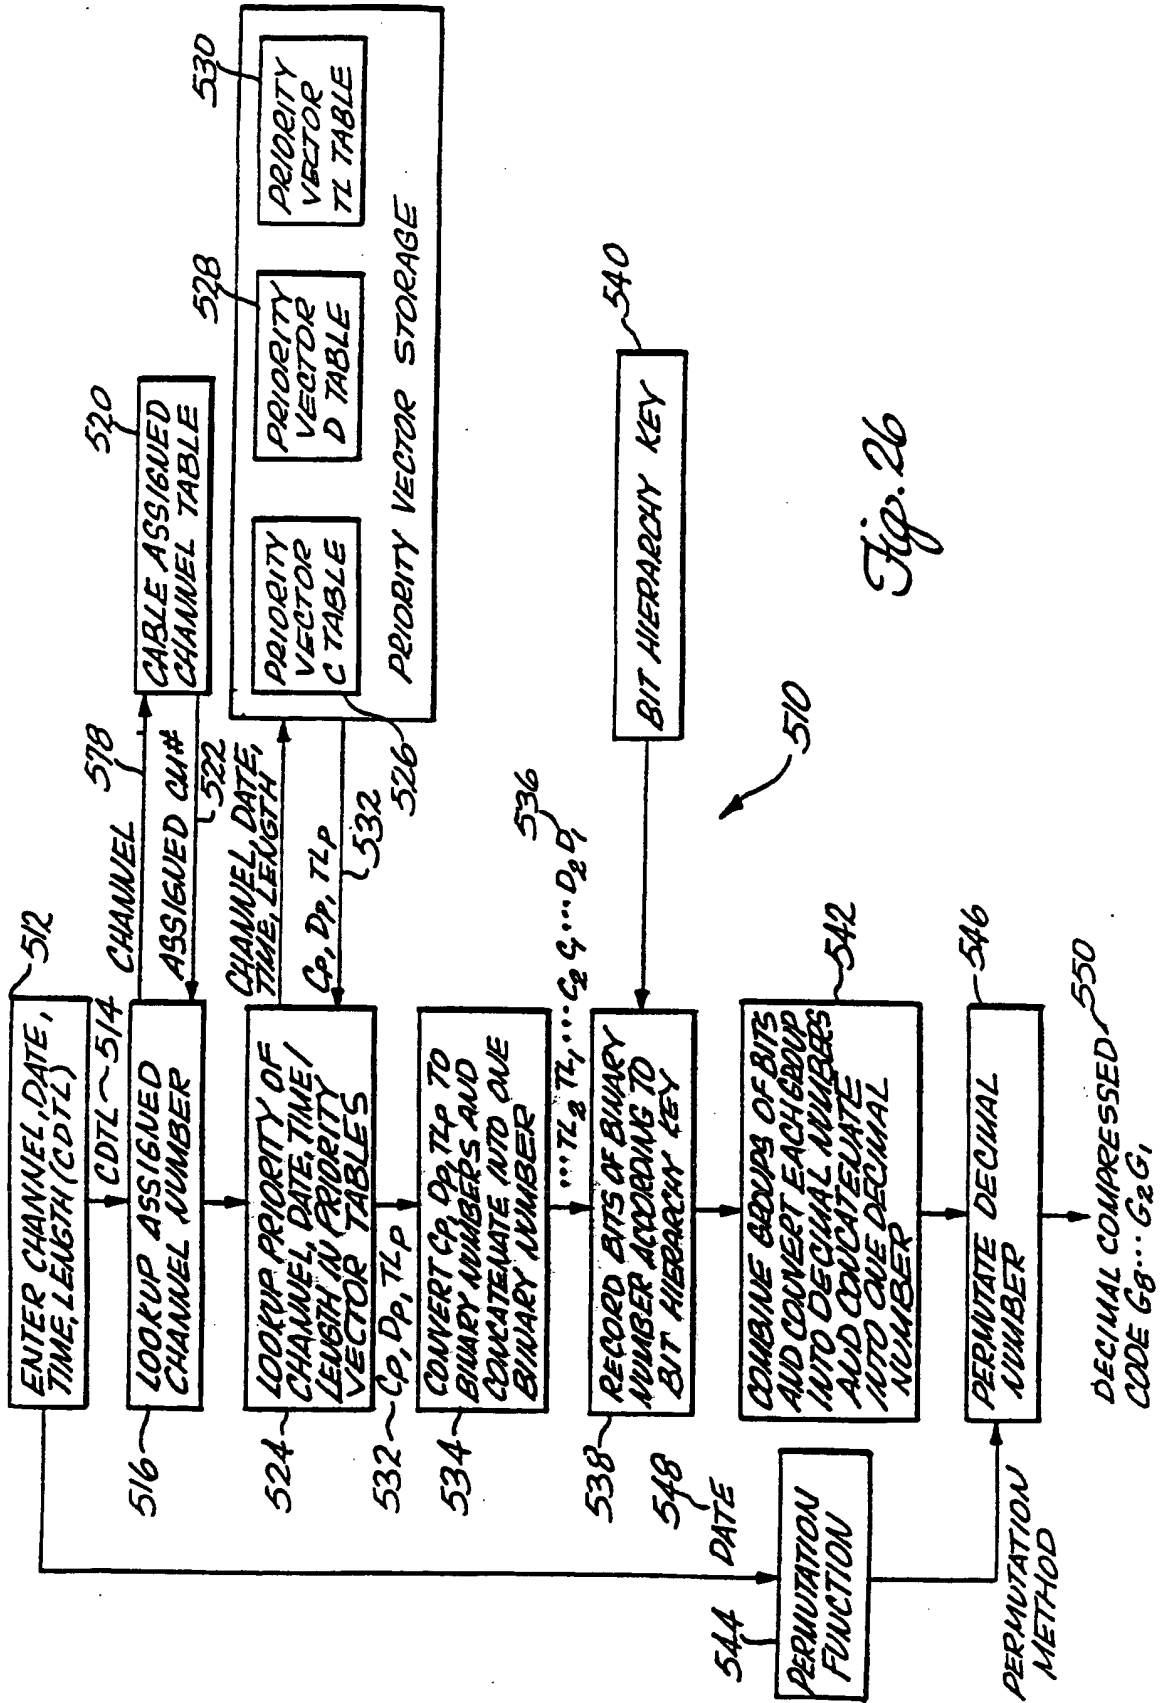 512
ENTER CHANNEL, DATE,
TIME, LENGTH (CDTL)
CDTL ~ 514
516
LOOKUP ASSIGNED
CHANNEL NUMBER
CHANNEL
578
ASSIGNED CH#
522
520
CABLE ASSIGNED
CHANNEL TABLE
524
LOOKUP PRIORITY OF
CHANNEL, DATE, TIME/
LENGTH IN PRIORITY
VECTOR TABLES
CHANNEL, DATE,
TIME, LENGTH
Cp, Dp, TLp
532
526
PRIORITY
VECTOR
C TABLE
528
PRIORITY
VECTOR
D TABLE
530
PRIORITY
VECTOR
TL TABLE
PRIORITY VECTOR STORAGE
532 ~ Cp, Dp, TLp
534
CONVERT Cp, Dp, TLp TO
BINARY NUMBERS AND
CONCATENATE INTO ONE
BINARY NUMBER
...TL2 TL1...C2 C1...D2 D1
536
538
RECORD BITS OF BINARY
NUMBER ACCORDING TO
BIT HIERARCHY KEY
540
BIT HIERARCHY KEY
510
542
COMBINE GROUPS OF BITS
AND CONVERT EACH GROUP
INTO DECIMAL NUMBERS
AND CONCATENATE
INTO ONE DECIMAL
NUMBER
548
DATE
544
PERMUTATION
FUNCTION
PERMUTATION
METHOD
546
PERMUTATE DECIMAL
NUMBER
DECIMAL COMPRESSED
CODE G8...G2 G1
550
Fig. 26